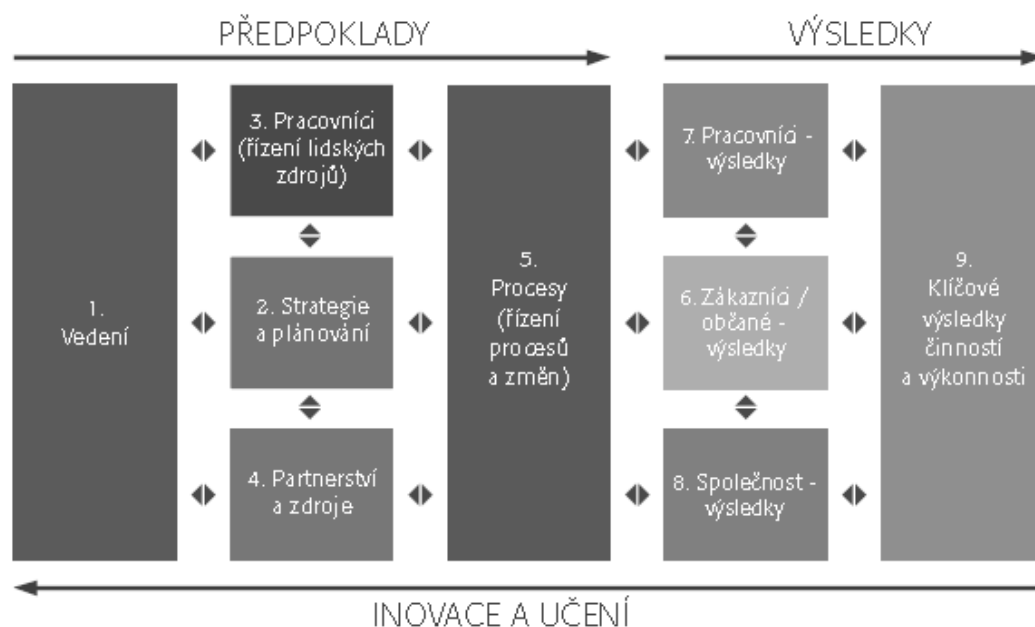 PŘEDPOKLADY
VÝSLEDKY
1.
Vedení
3. Pracovníci
(řízení lidských
zdrojů)
2. Strategie
a plánování
4. Partnerství
a zdroje
5.
Procesy
(řízení
procesů
a změn)
7. Pracovníci -
výsledky
6. Zákazníci /
občané -
výsledky
8. Společnost -
výsledky
9.
Klíčové
výsledky
činností
a výkonnosti
INOVACE A UČENÍ